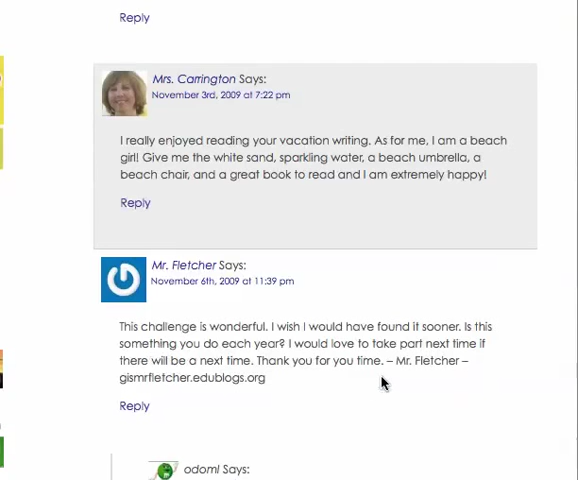 Reply
Mrs. Carrington Says:
November 3rd, 2009 at 7:22 pm
I really enjoyed reading your vacation writing. As for me, I am a beach
girl! Give me the white sand, sparkling water, a beach umbrella, a
beach chair, and a great book to read and I am extremely happy!
Reply
Mr. Fletcher Says:
November 6th, 2009 at 11:39 pm
This challenge is wonderful. I wish I would have found it sooner. Is this
something you do each year? I would love to take part next time if
there will be a next time. Thank you for you time. – Mr. Fletcher –
gismrfletcher.edublogs.org
Reply
odoml Says: